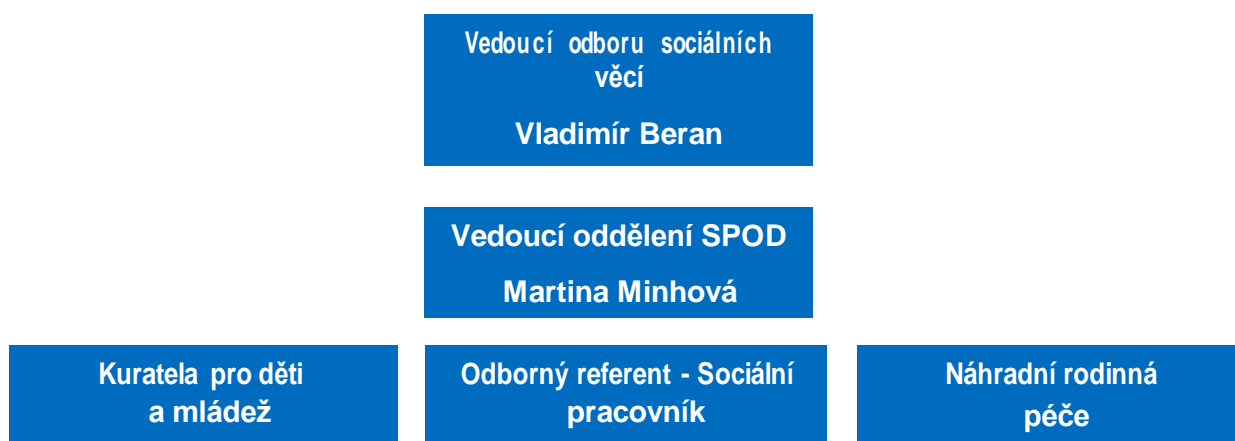 Vedoucí odboru sociálních
věcí
Vladimír Beran
Vedoucí oddělení SPOD
Martina Minhová
Kuratela pro děti
a mládež
Odborný referent - Sociální
pracovník
Náhradní rodinná
péče